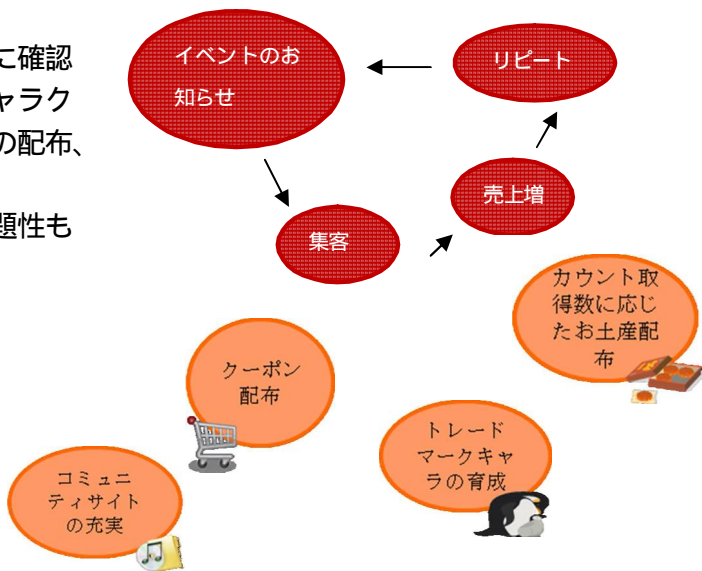 に確認
ャラク
の配布、
題性も
イベントのお
知らせ
リピート
売上増
集客
カウント取
得数に応じ
たお土産配
布
クーポン
配布
トレード
マークキャ
ラの育成
コミュニ
ティサイト
の充実